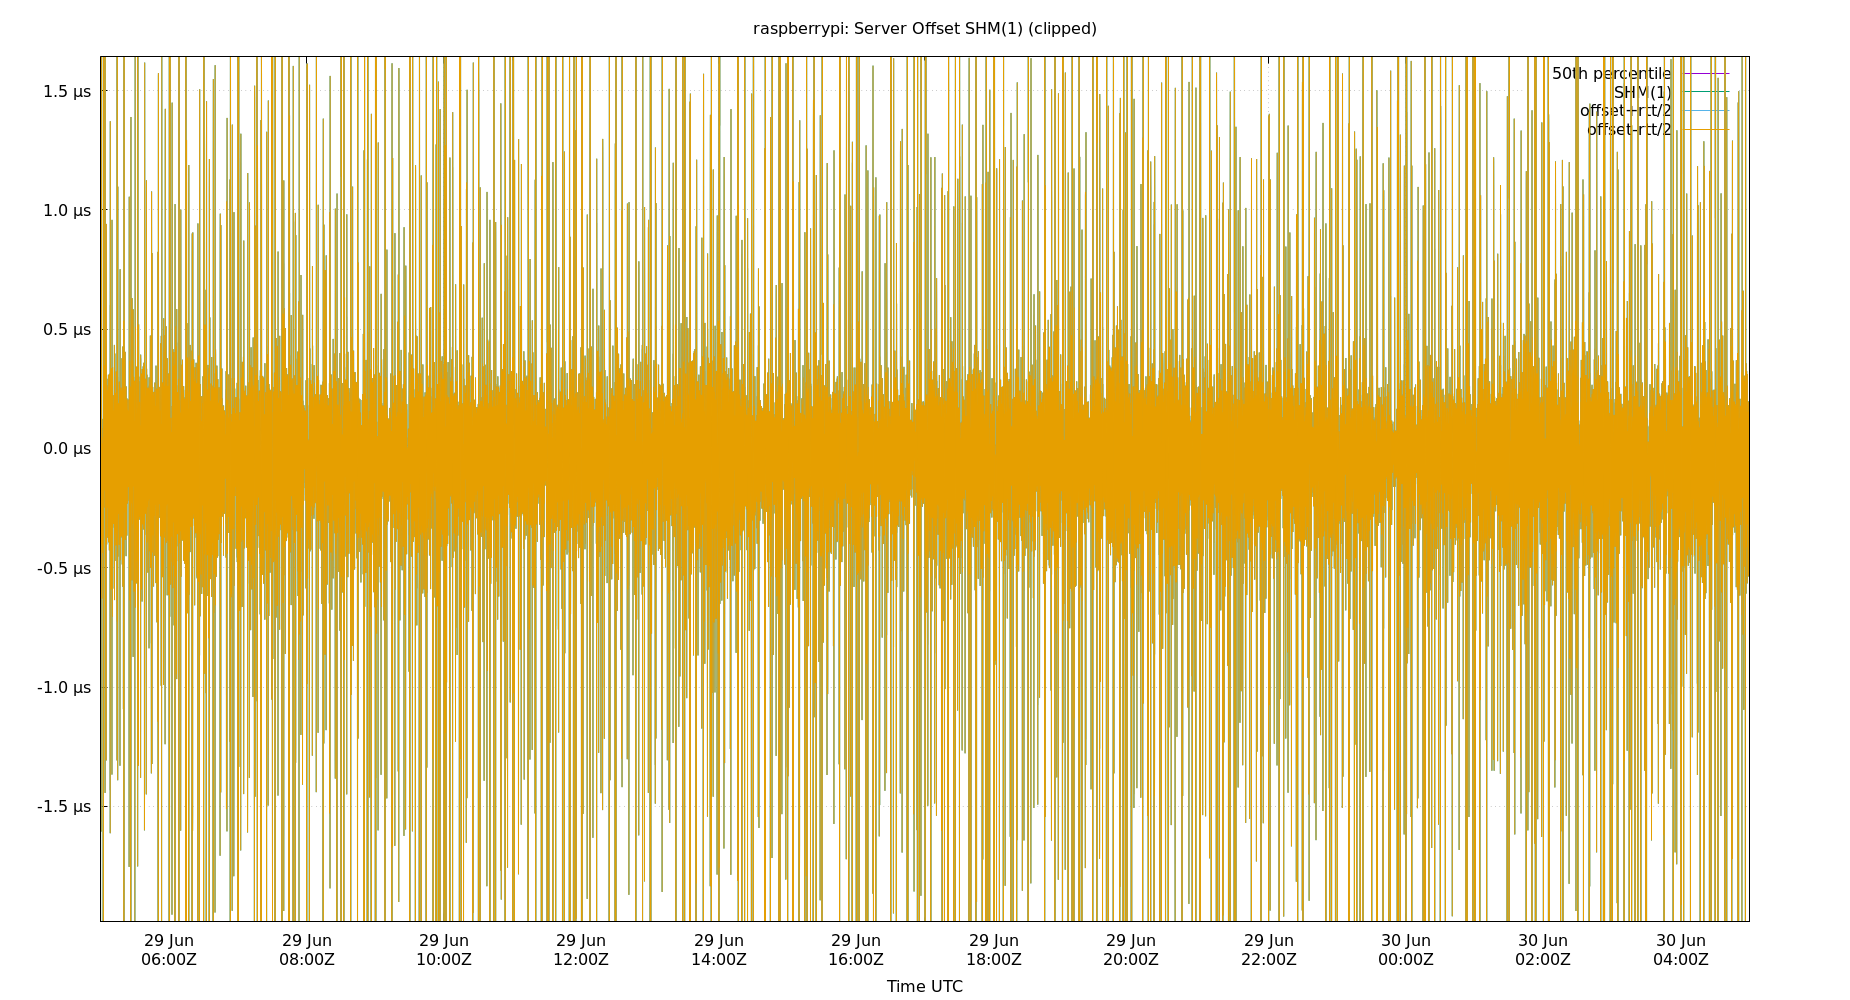 raspberrypi: Server Offset SHM(1) (clipped)
50th percentile
SHM(1)
offset+rtt/2
offset-rtt/2
1.5 µs
1.0 µs
0.5 µs
0.0 µs
-0.5 µs
-1.0 µs
-1.5 µs
29 Jun 29 Jun 29 Jun 29 Jun 29 Jun 29 Jun 29 Jun 29 Jun 29 Jun 30 Jun 30 Jun 30 Jun
06:00Z 08:00Z 10:00Z 12:00Z 14:00Z 16:00Z 18:00Z 20:00Z 22:00Z 00:00Z 02:00Z 04:00Z
Time UTC